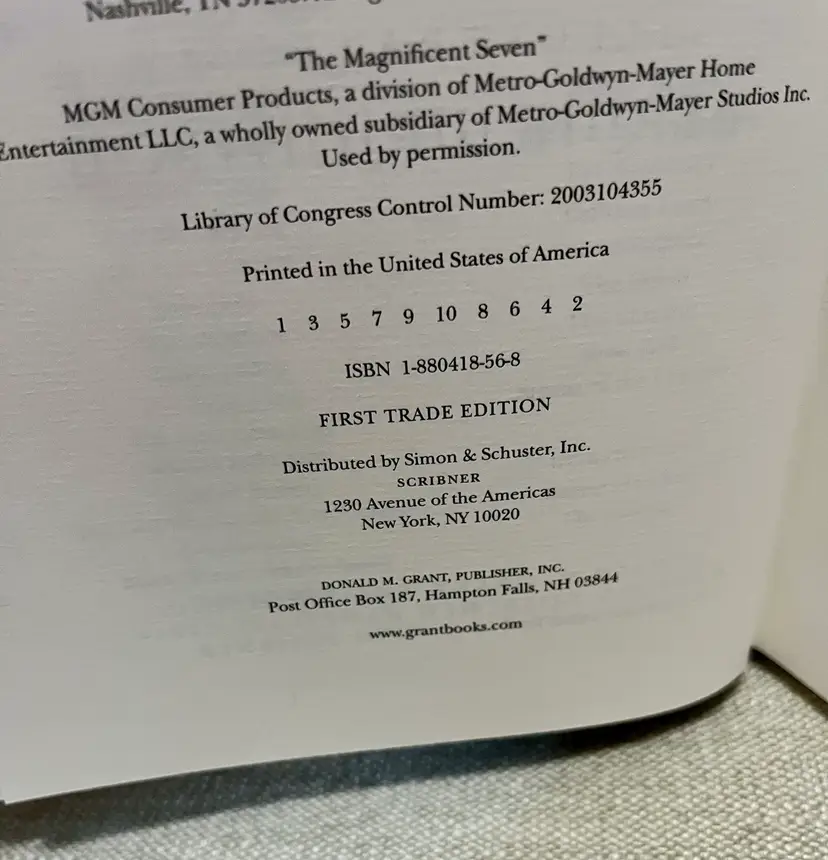 Nashville, TN
"The Magnificent Seven"
MGM Consumer Products, a division of Metro-Goldwyn-Mayer Home
Entertainment LLC, a wholly owned subsidiary of Metro-Goldwyn-Mayer Studios Inc.
Used by permission.
Library of Congress Control Number: 2003104355
Printed in the United States of America
1 3 5 7 9 10 8 6 4 2
ISBN 1-880418-56-8
FIRST TRADE EDITION
Distributed by Simon & Schuster, Inc.
SCRIBNER
1230 Avenue of the Americas
New York, NY 10020
DONALD M. GRANT, PUBLISHER, INC.
Post Office Box 187, Hampton Falls, NH 03844
www.grantbooks.com